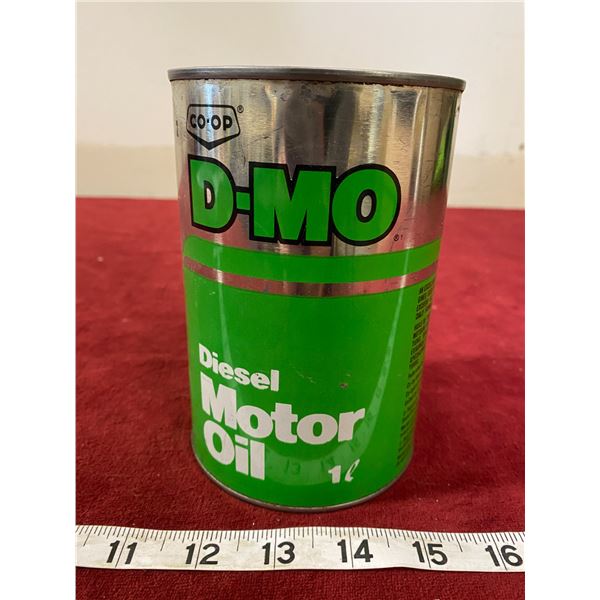 CO-OP®
D-MO
®
Diesel
Motor
Oil
1ℓ
11 12 13 14 15 16